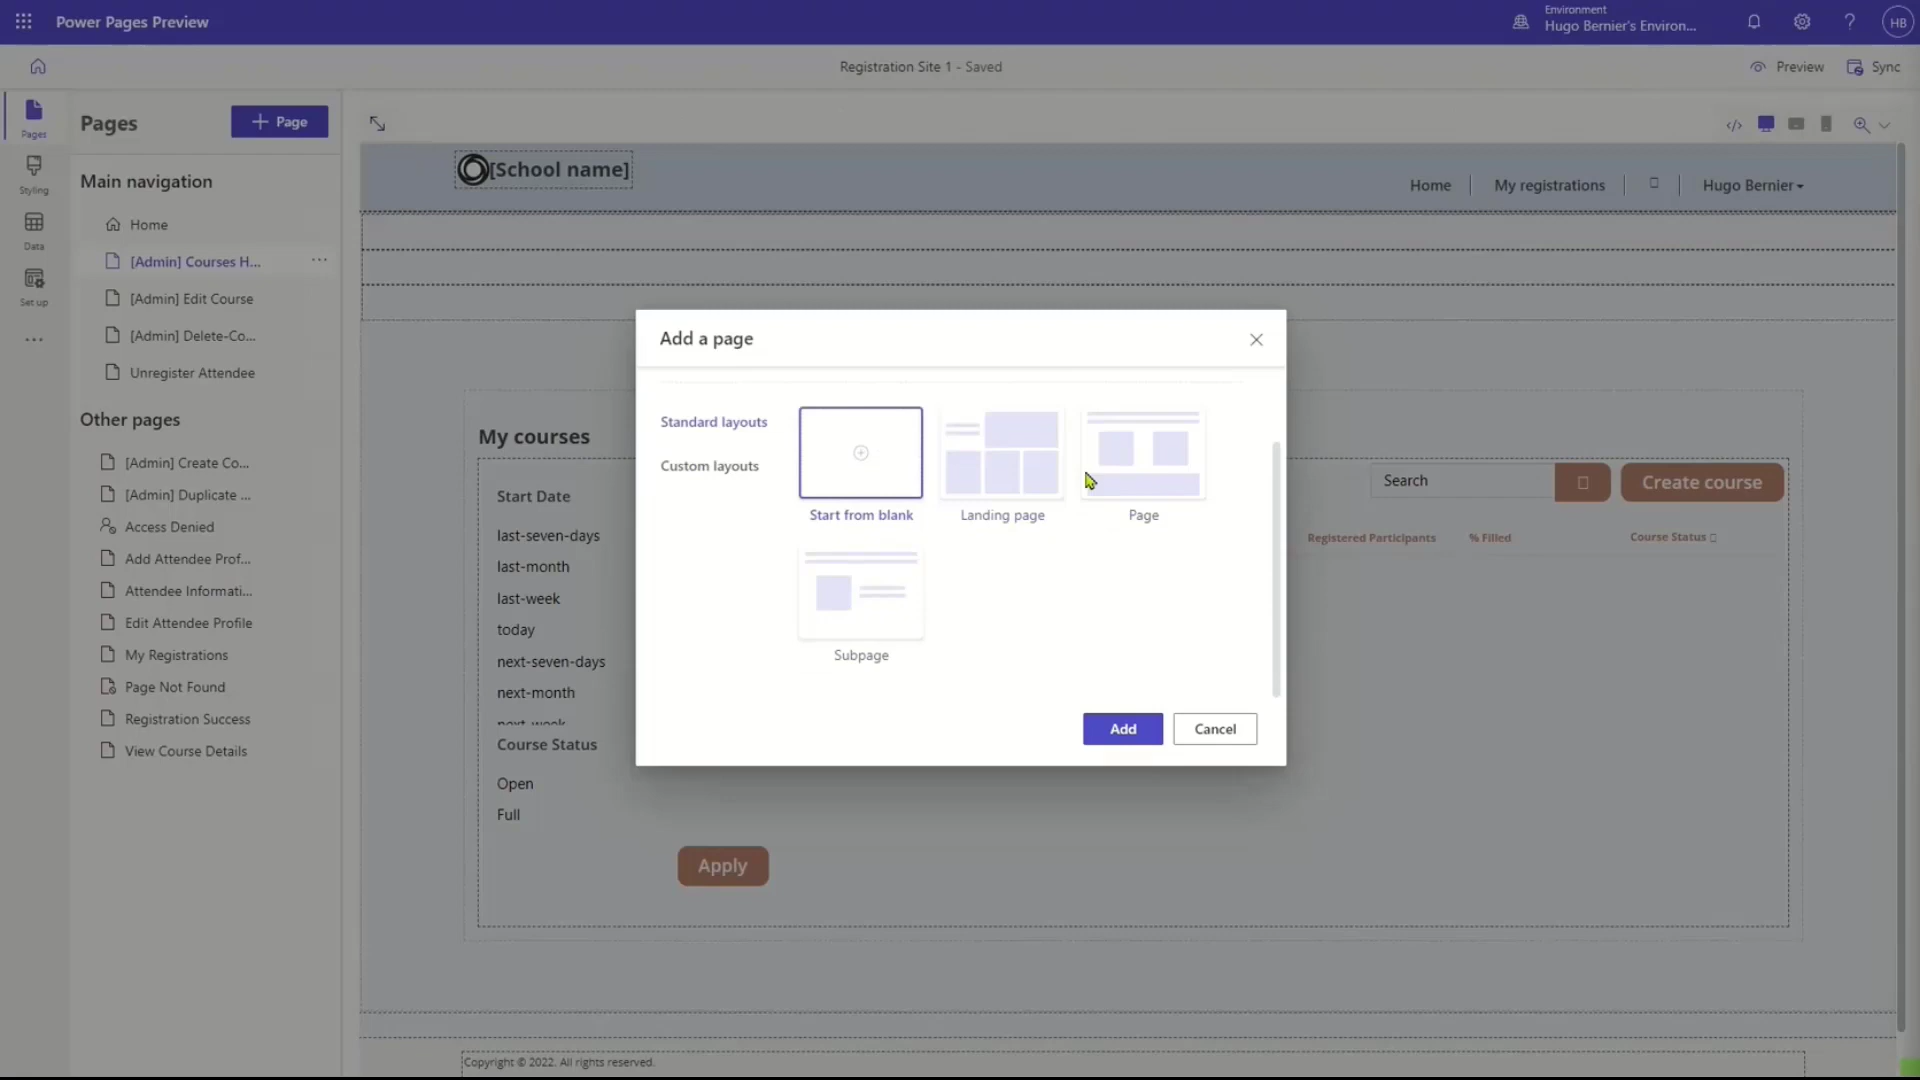 Power Pages Preview
Environment
Hugo Bernier's Environ...
HB
Registration Site 1 - Saved
Preview
Sync
Pages
Styling
Data
Set up
Pages
Page
Main navigation
Home
[Admin] Courses H...
[Admin] Edit Course
[Admin] Delete-Co...
Unregister Attendee
Other pages
[Admin] Create Co...
[Admin] Duplicate ...
Access Denied
Add Attendee Prof...
Attendee Informati...
Edit Attendee Profile
My Registrations
Page Not Found
Registration Success
View Course Details
[School name]
Home
My registrations
Hugo Bernier
My courses
Search
Create course
Start Date
last-seven-days
last-month
last-week
today
next-seven-days
next-month
next-week
Course Status
Open
Full
Apply
Registered Participants
% Filled
Course Status
Add a page
Standard layouts
Custom layouts
Start from blank
Landing page
Page
Subpage
Add
Cancel
Copyright © 2022. All rights reserved.